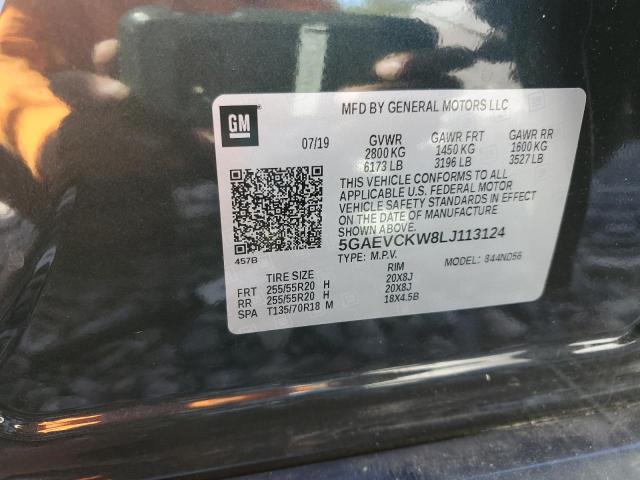 GM
MFD BY GENERAL MOTORS LLC
07/19 GVWR GAWR FRT GAWR RR
2800 KG 1450 KG 1600 KG
6173 LB 3196 LB 3527 LB
THIS VEHICLE CONFORMS TO ALL
APPLICABLE U.S. FEDERAL MOTOR
VEHICLE SAFETY STANDARDS IN
EFFECT ON THE DATE OF MANUFACTURE
SHOWN ABOVE.
5GAEVCKW8LJ113124
457B
TYPE: M.P.V. MODEL: 844ND56
TIRE SIZE RIM
FRT 255/55R20 H 20X8J
RR 255/55R20 H 20X8J
SPA T135/70R18 M 18X4.5B